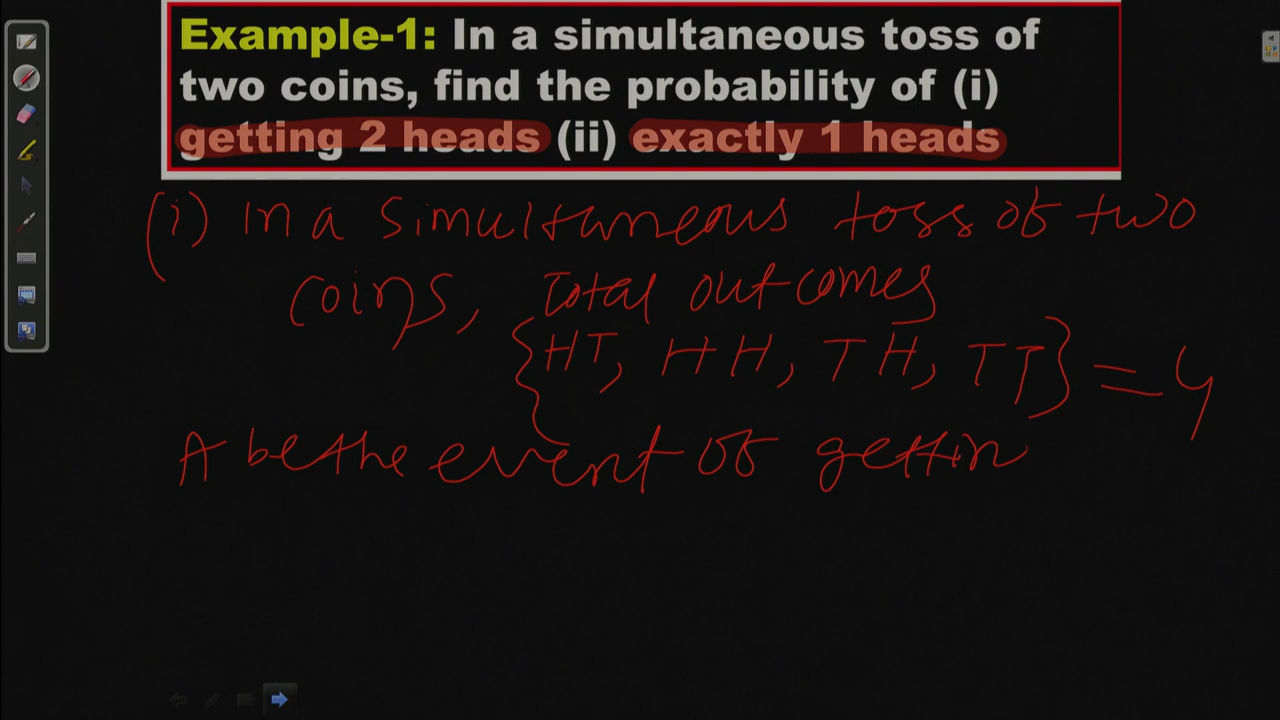 Example-1: In a simultaneous toss of
two coins, find the probability of (i)
getting 2 heads (ii) exactly 1 heads
(i) In a simultaneous toss of two
coins, total outcomes
{HT, HH, TH, TT} = 4
A be the event of gettin